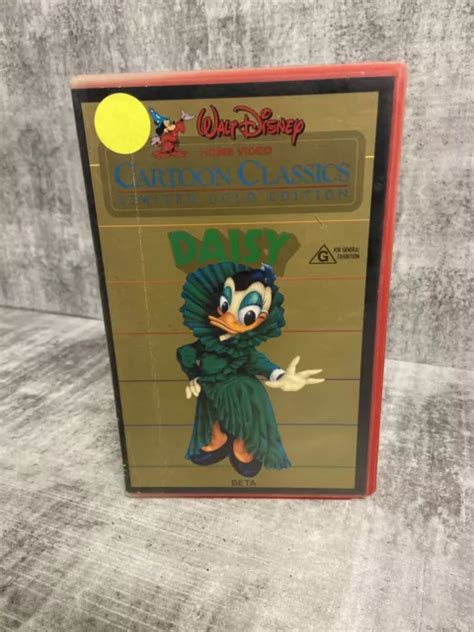 Walt Disney
HOME VIDEO
CARTOON CLASSICS
LIMITED GOLD EDITION
DAISY
G
FOR GENERAL
EXHIBITION
BETA